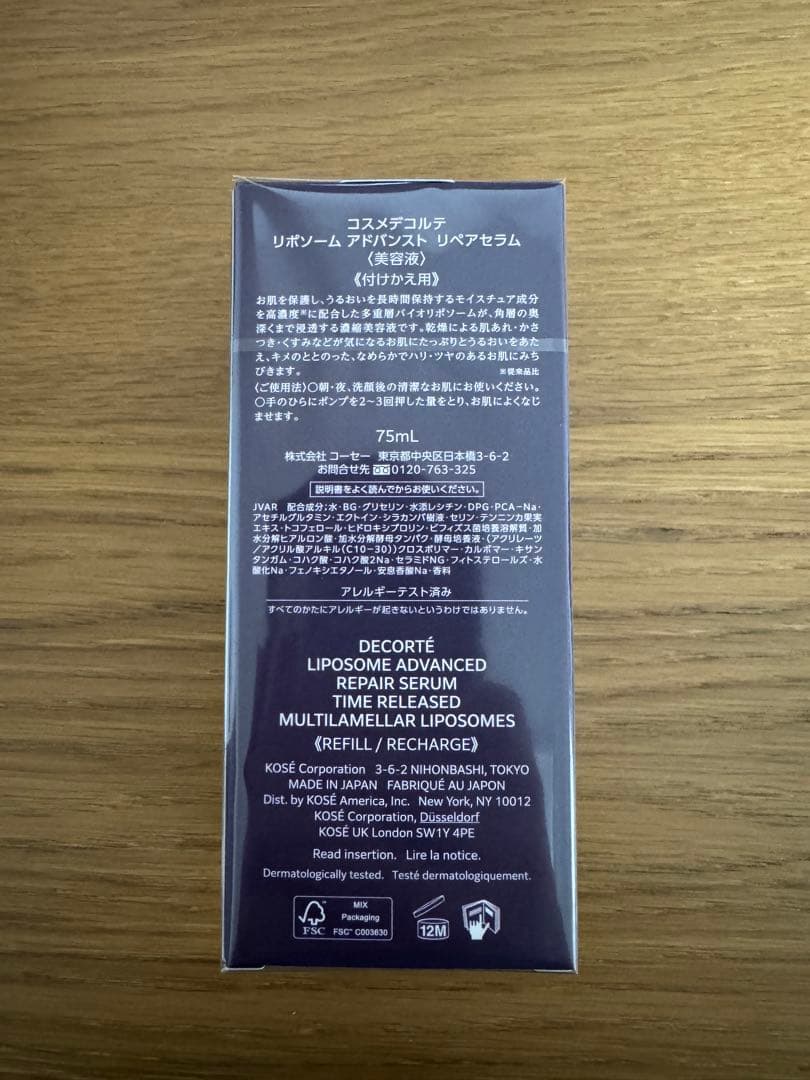 コスメデコルテ
リポソーム アドバンスト リペアセラム
〈美容液〉
《付けかえ用》
お肌を保護し、うるおいを長時間保持するモイスチュア成分
を高濃度※に配合した多重層バイオリポソームが、角層の奥
深くまで浸透する濃縮美容液です。乾燥による肌あれ・かさ
つき・くすみなどが気になるお肌にたっぷりとうるおいをあた
え、キメのととのった、なめらかでハリ・ツヤのあるお肌にみち
びきます。 ※従来品比
〈ご使用法〉○朝・夜、洗顔後の清潔なお肌にお使いください。
○手のひらにポンプを2～3回押した量をとり、お肌によくなじ
ませます。
75mL
株式会社 コーセー 東京都中央区日本橋3-6-2
お問合せ先 0120-763-325
説明書をよく読んでからお使いください。
JVAR 配合成分：水・BG・グリセリン・水添レシチン・DPG・PCA-Na・
アセチルグルタミン・エクトイン・シラカンバ樹液・セリン・テンニンカ果実
エキス・トコフェロール・ヒドロキシプロリン・ビフィズス菌培養溶解質・加
水分解ヒアルロン酸・加水分解酵母タンパク・酵母培養液・（アクリレーツ
／アクリル酸アルキル（C10-30））クロスポリマー・カルボマー・キサン
タンガム・コハク酸・コハク酸2Na・セラミドNG・フィトステロールズ・水
酸化Na・フェノキシエタノール・安息香酸Na・香料
アレルギーテスト済み
すべてのかたにアレルギーが起きないというわけではありません。
DECORTÉ
LIPOSOME ADVANCED
REPAIR SERUM
TIME RELEASED
MULTILAMELLAR LIPOSOMES
《REFILL / RECHARGE》
KOSÉ Corporation 3-6-2 NIHONBASHI, TOKYO
MADE IN JAPAN FABRIQUÉ AU JAPON
Dist. by KOSÉ America, Inc. New York, NY 10012
KOSÉ Corporation, Düsseldorf
KOSÉ UK London SW1Y 4PE
Read insertion. Lire la notice.
Dermatologically tested. Testé dermatologiquement.
FSC
MIX
Packaging
FSC™ C003630
12M